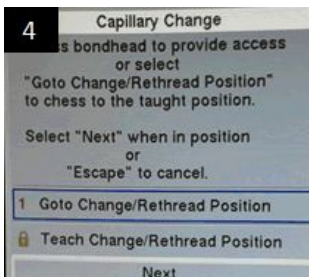 4
Capillary Change
ss bondhead to provide access
or select
"Goto Change/Rethread Position"
to chess to the taught position.
Select "Next" when in position
or
"Escape" to cancel.
1 Goto Change/Rethread Position
Teach Change/Rethread Position
Next